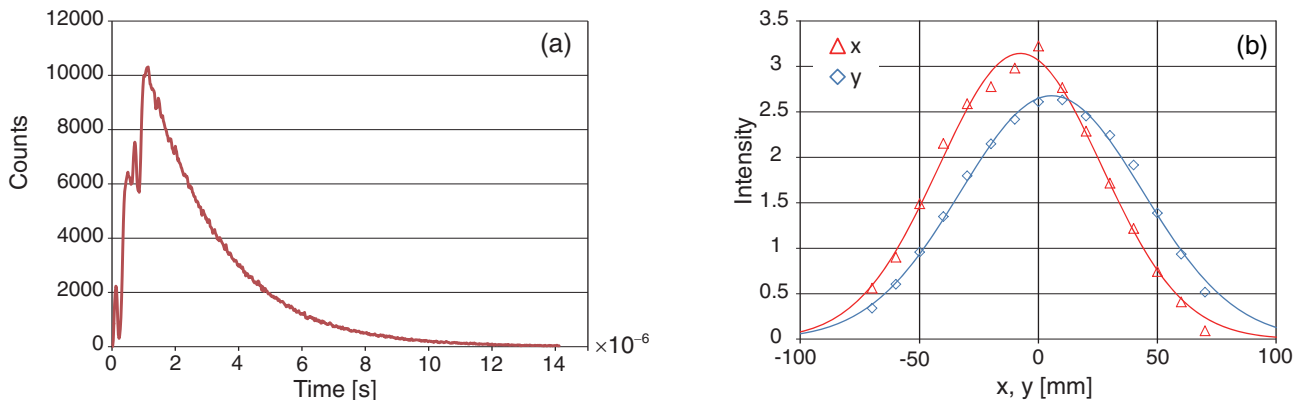 (a)
12000
10000
8000
6000
4000
2000
0
Counts
0 2 4 6 8 10 12 14
×10⁻⁶
Time [s]
(b)
x
y
3.5
3
2.5
2
1.5
1
0.5
0
Intensity
-100 -50 0 50 100
x, y [mm]